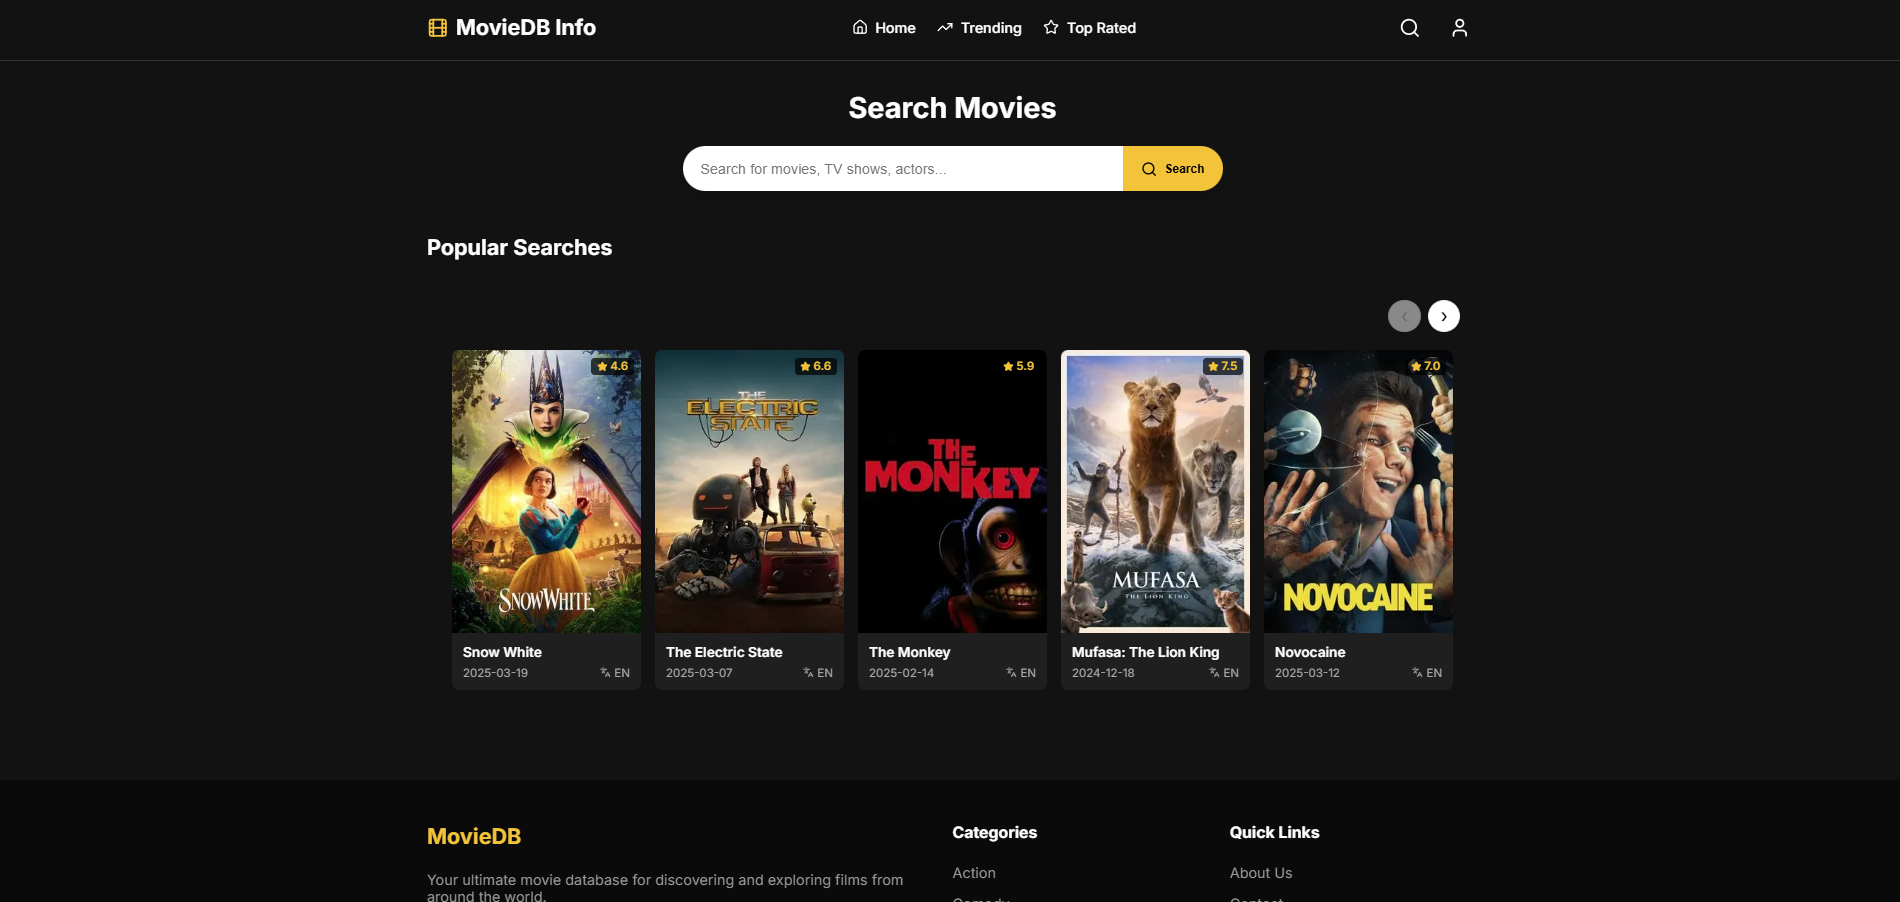 MovieDB Info
Home
Trending
Top Rated
Search Movies
Search for movies, TV shows, actors...
Search
Popular Searches
4.6
6.6
5.9
7.5
7.0
SNOW WHITE
THE
ELECTRIC
STATE
THE
MONKEY
MUFASA
THE LION KING
NOVOCAINE
Snow White
2025-03-19
EN
The Electric State
2025-03-07
EN
The Monkey
2025-02-14
EN
Mufasa: The Lion King
2024-12-18
EN
Novocaine
2025-03-12
EN
MovieDB
Your ultimate movie database for discovering and exploring films from
around the world.
Categories
Action
Comedy
Quick Links
About Us
Contact